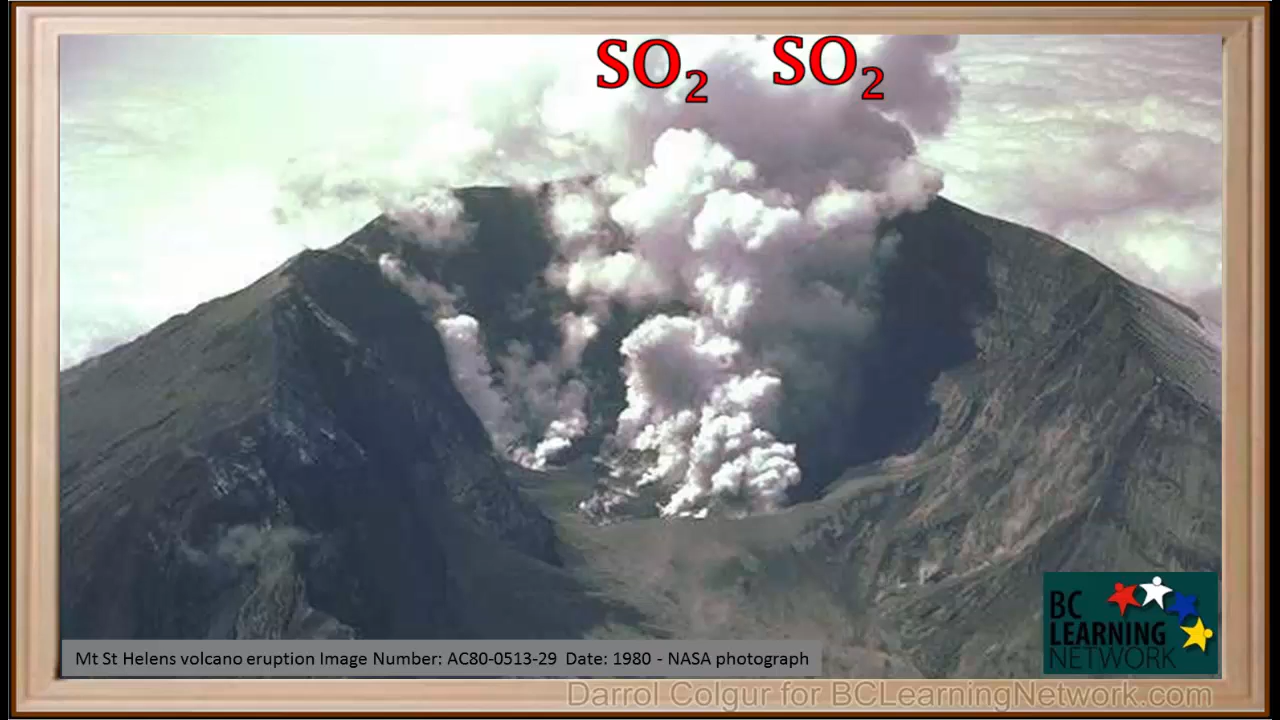 SO₂ SO₂
BC
LEARNING
NETWORK
Mt St Helens volcano eruption Image Number: AC80-0513-29 Date: 1980 - NASA photograph
Darrol Colgur for BCLearningNetwork.com